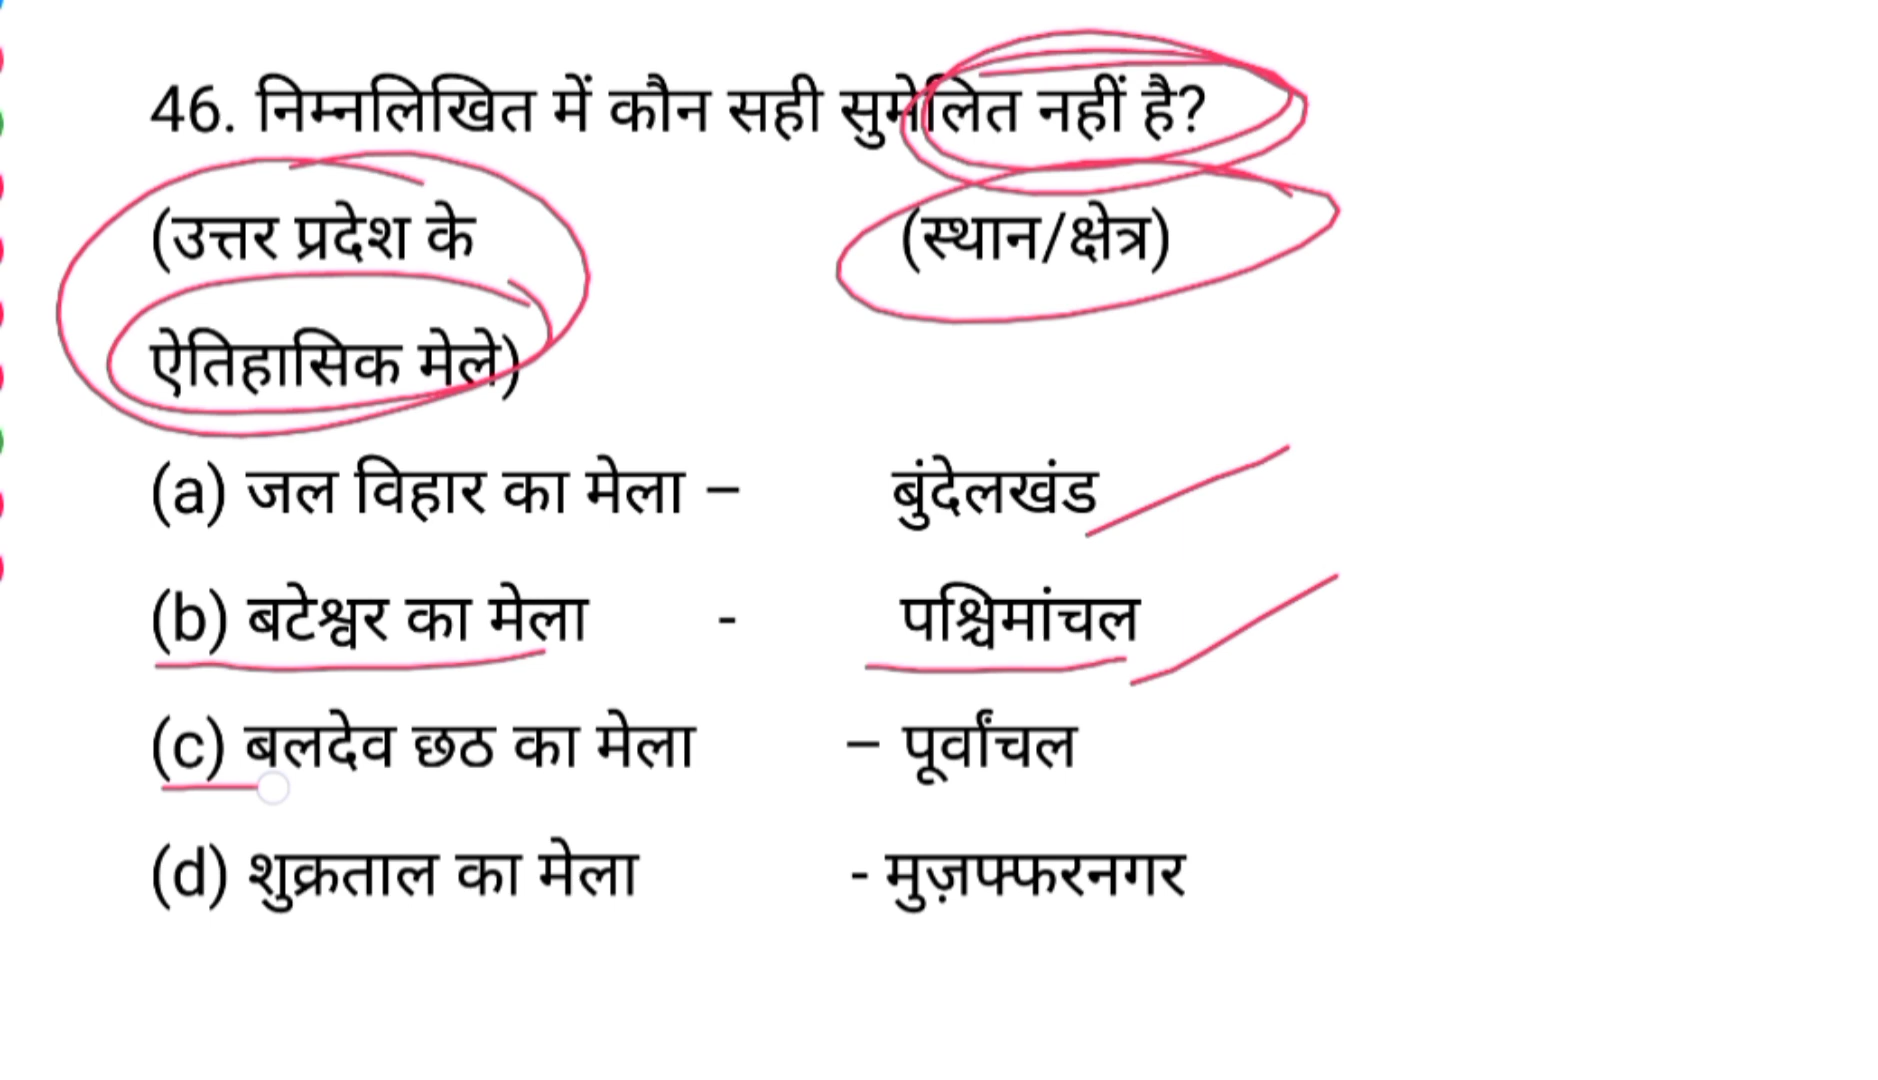 46. निम्नलिखित में कौन सही सुमेलित नहीं है?
(उत्तर प्रदेश के (स्थान/क्षेत्र)
ऐतिहासिक मेले)
(a) जल विहार का मेला – बुंदेलखंड
(b) बटेश्वर का मेला - पश्चिमांचल
(c) बलदेव छठ का मेला – पूर्वांचल
(d) शुक्रताल का मेला - मुज़फ्फरनगर